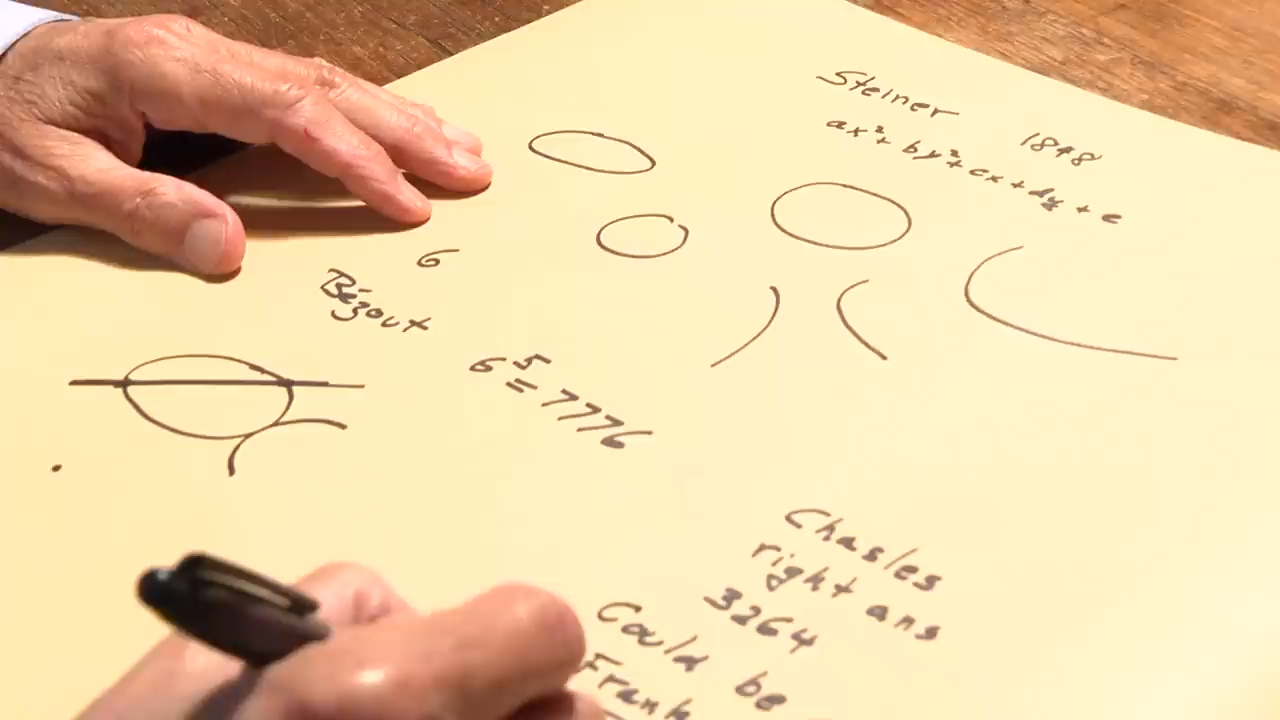 Steiner 1848
ax²+by²+cx+dy+e
6
Bézout
6⁵=7776
Chasles
right ans
3264
Could be
Frank